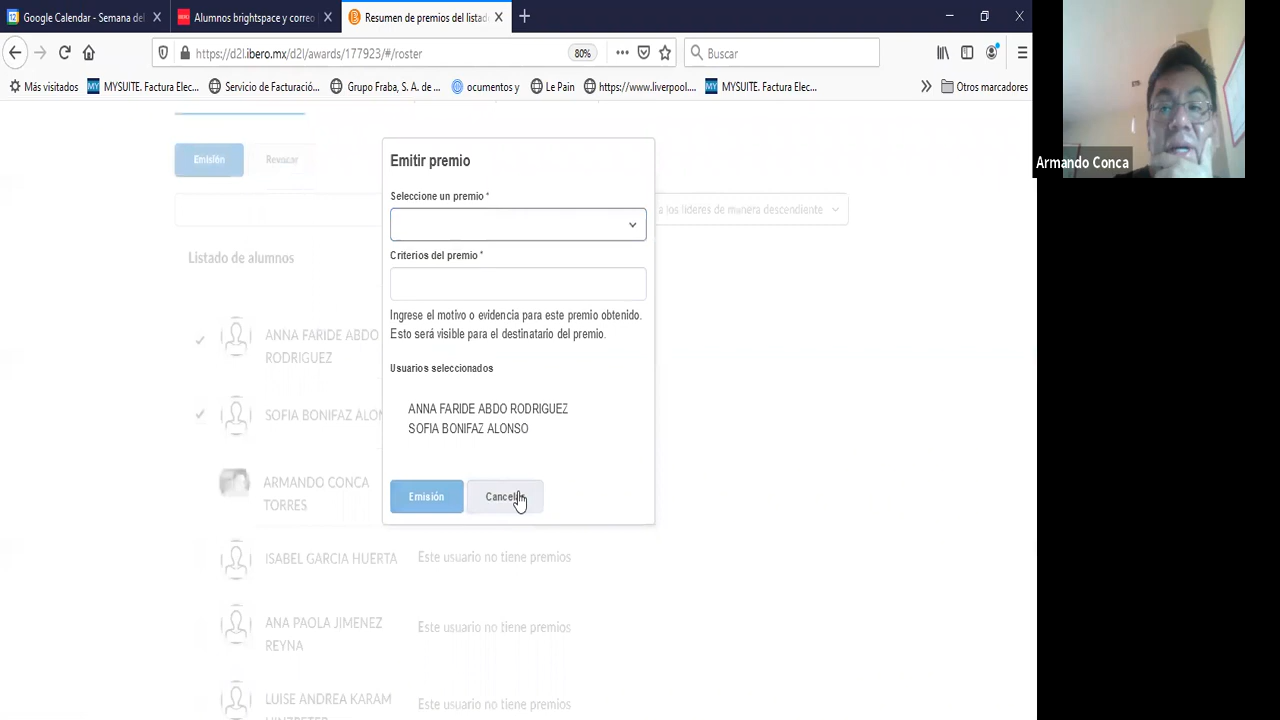 Google Calendar - Semana del
Alumnos brightspace y correo
Resumen de premios del listado
https://d2l.ibero.mx/d2l/awards/177923/#/roster
80%
Buscar
Más visitados
MYSUITE. Factura Elec...
Servicio de Facturació...
Grupo Fraba, S. A. de ...
ocumentos y
Le Pain
https://www.liverpool....
MYSUITE. Factura Elec...
Otros marcadores
Armando Conca
Emisión
Revocar
a los líderes de manera descendiente
Listado de alumnos
ANNA FARIDE ABDO
RODRIGUEZ
SOFIA BONIFAZ ALON
ARMANDO CONCA
TORRES
ISABEL GARCIA HUERTA
Este usuario no tiene premios
ANA PAOLA JIMENEZ
REYNA
Este usuario no tiene premios
LUISE ANDREA KARAM
Este usuario no tiene premios
Emitir premio
Seleccione un premio *
Criterios del premio *
Ingrese el motivo o evidencia para este premio obtenido.
Esto será visible para el destinatario del premio.
Usuarios seleccionados
ANNA FARIDE ABDO RODRIGUEZ
SOFIA BONIFAZ ALONSO
Emisión
Cancelar